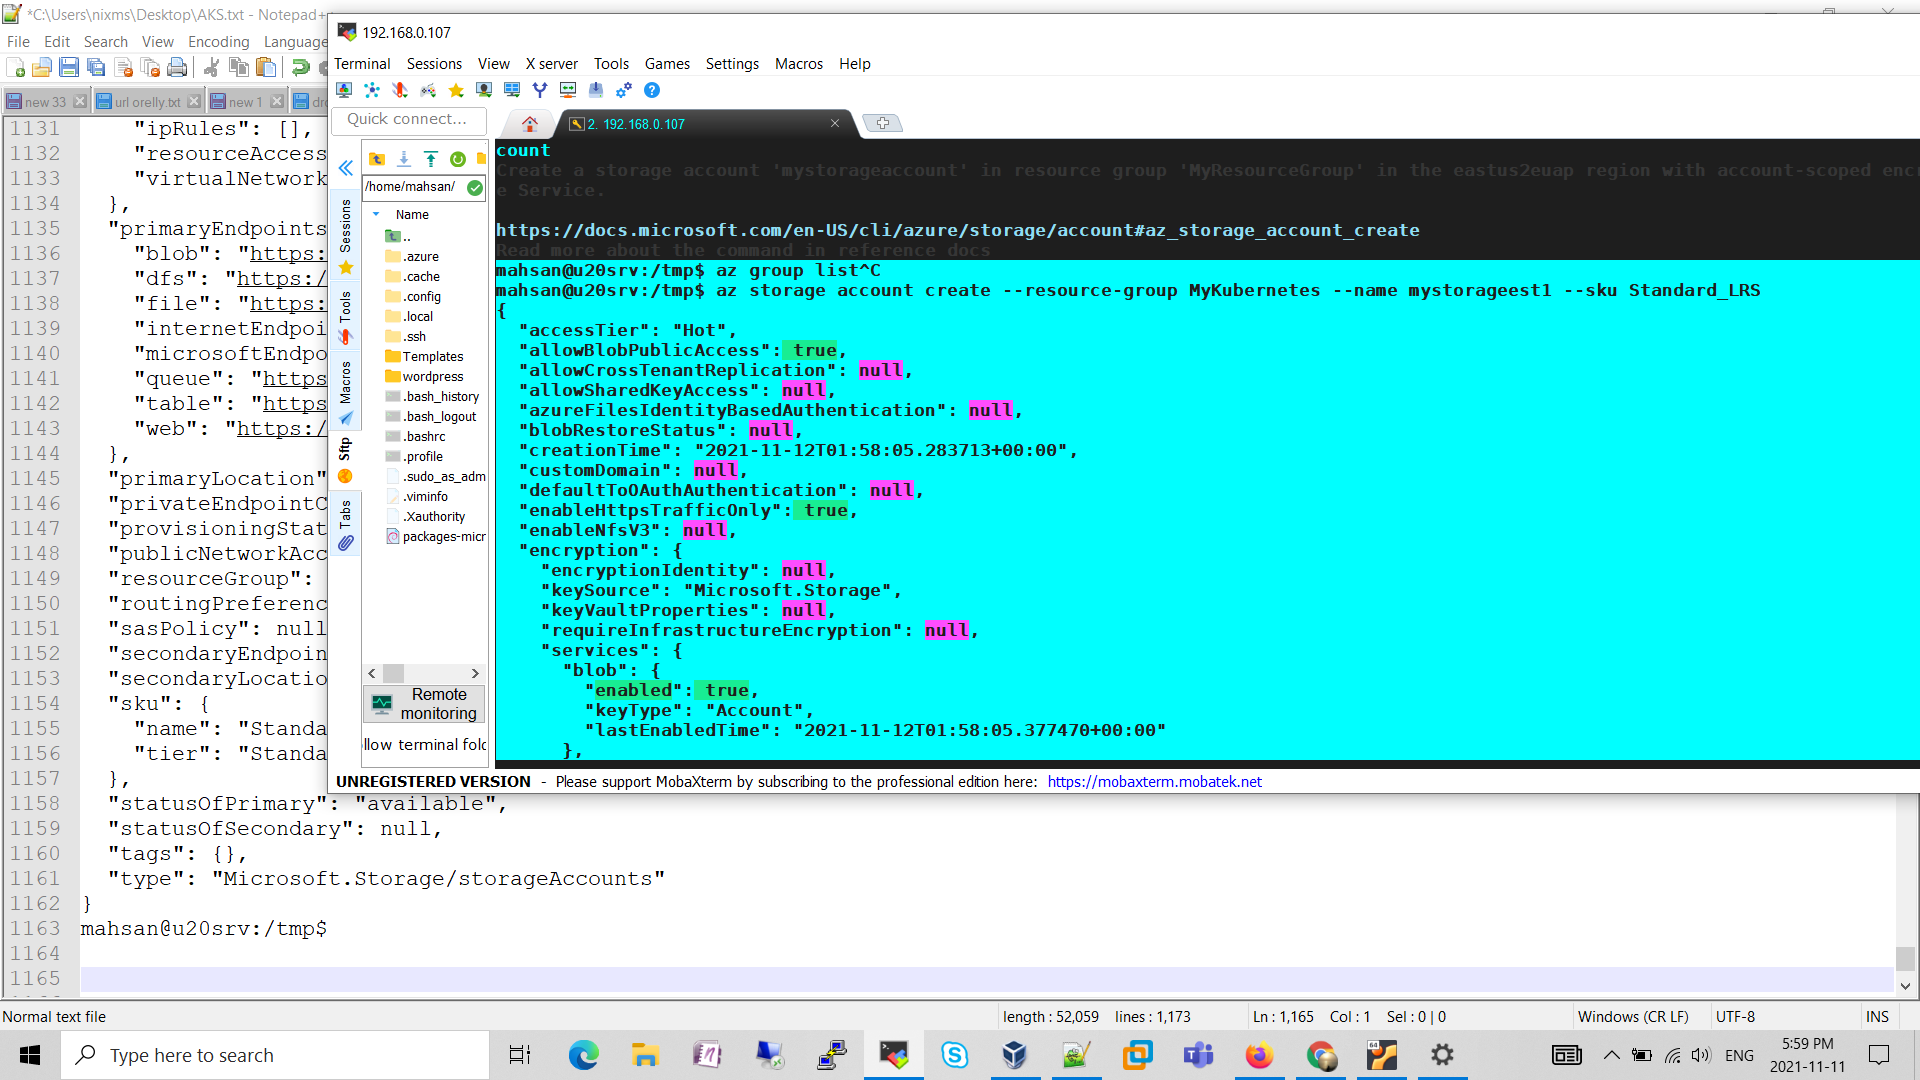 *C:\Users\nixms\Desktop\AKS.txt - Notepad+
File Edit Search View Encoding Language
new 33 url orelly.txt new 1 dro
1131 "ipRules": [],
1132 "resourceAccess
1133 "virtualNetwork
1134 },
1135 "primaryEndpoints
1136 "blob": "https:
1137 "dfs": "https:/
1138 "file": "https:
1139 "internetEndpoi
1140 "microsoftEndpo
1141 "queue": "https
1142 "table": "https
1143 "web": "https:/
1144 },
1145 "primaryLocation"
1146 "privateEndpointC
1147 "provisioningStat
1148 "publicNetworkAcc
1149 "resourceGroup":
1150 "routingPreferenc
1151 "sasPolicy": null
1152 "secondaryEndpoin
1153 "secondaryLocatio
1154 "sku": {
1155 "name": "Standa
1156 "tier": "Standa
1157 },
1158 "statusOfPrimary": "available",
1159 "statusOfSecondary": null,
1160 "tags": {},
1161 "type": "Microsoft.Storage/storageAccounts"
1162 }
1163 mahsan@u20srv:/tmp$
1164
1165
192.168.0.107
Terminal Sessions View X server Tools Games Settings Macros Help
Quick connect...
2. 192.168.0.107
Sessions
Tools
Macros
Sftp
Tabs
/home/mahsan/
Name
..
.azure
.cache
.config
.local
.ssh
Templates
wordpress
.bash_history
.bash_logout
.bashrc
.profile
.sudo_as_adm
.viminfo
.Xauthority
packages-micr
Remote
monitoring
llow terminal fold
count
Create a storage account 'mystorageaccount' in resource group 'MyResourceGroup' in the eastus2euap region with account-scoped encr
e Service.
https://docs.microsoft.com/en-US/cli/azure/storage/account#az_storage_account_create
Read more about the command in reference docs
mahsan@u20srv:/tmp$ az group list^C
mahsan@u20srv:/tmp$ az storage account create --resource-group MyKubernetes --name mystorageest1 --sku Standard_LRS
{
"accessTier": "Hot",
"allowBlobPublicAccess": true,
"allowCrossTenantReplication": null,
"allowSharedKeyAccess": null,
"azureFilesIdentityBasedAuthentication": null,
"blobRestoreStatus": null,
"creationTime": "2021-11-12T01:58:05.283713+00:00",
"customDomain": null,
"defaultToOAuthAuthentication": null,
"enableHttpsTrafficOnly": true,
"enableNfsV3": null,
"encryption": {
"encryptionIdentity": null,
"keySource": "Microsoft.Storage",
"keyVaultProperties": null,
"requireInfrastructureEncryption": null,
"services": {
"blob": {
"enabled": true,
"keyType": "Account",
"lastEnabledTime": "2021-11-12T01:58:05.377470+00:00"
},
UNREGISTERED VERSION - Please support MobaXterm by subscribing to the professional edition here: https://mobaxterm.mobatek.net
Normal text file length : 52,059 lines : 1,173 Ln : 1,165 Col : 1 Sel : 0 | 0 Windows (CR LF) UTF-8 INS
Type here to search
ENG
5:59 PM
2021-11-11